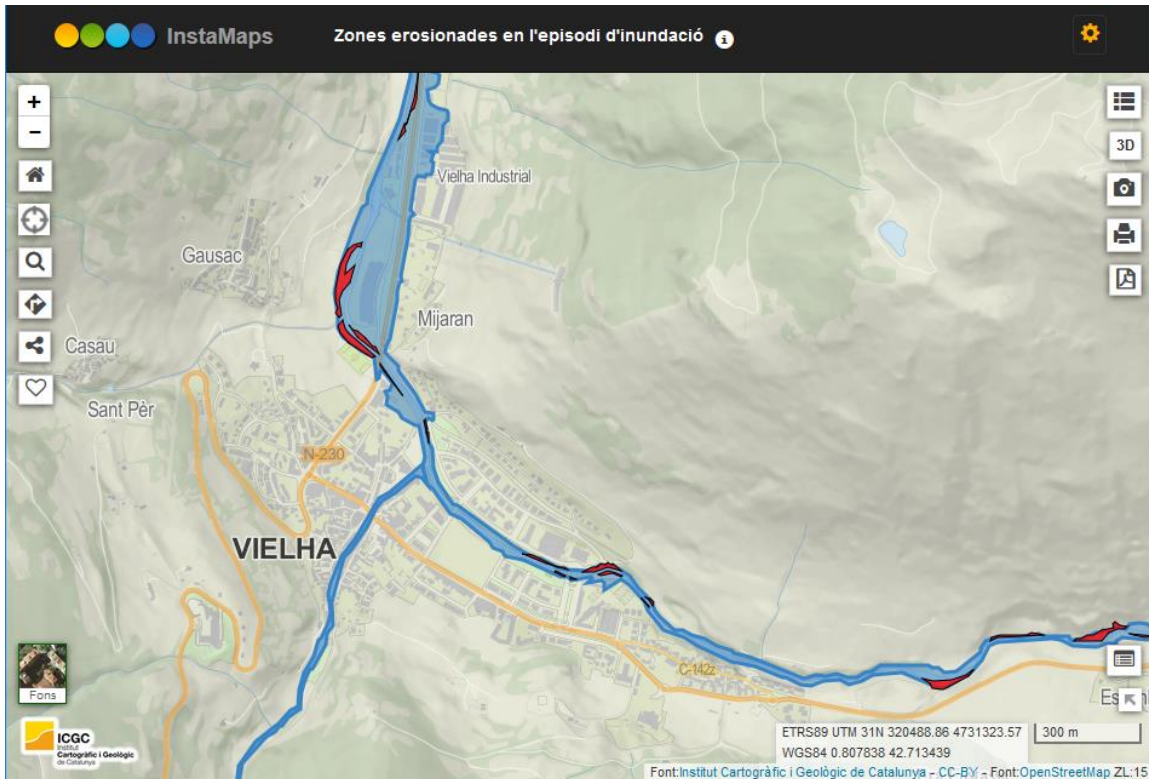 InstaMaps
Zones erosionades en l'episodi d'inundació i
+
−
3D
Vielha Industrial
Gausac
Mijaran
Casau
Sant Pèr
N-230
VIELHA
C-142z
Fons
ICGC
Institut
Cartogràfic i Geològic
de Catalunya
ETRS89 UTM 31N 320488.86 4731323.57
WGS84 0.807838 42.713439
300 m
Font:Institut Cartogràfic i Geològic de Catalunya - CC-BY - Font:OpenStreetMap ZL:15